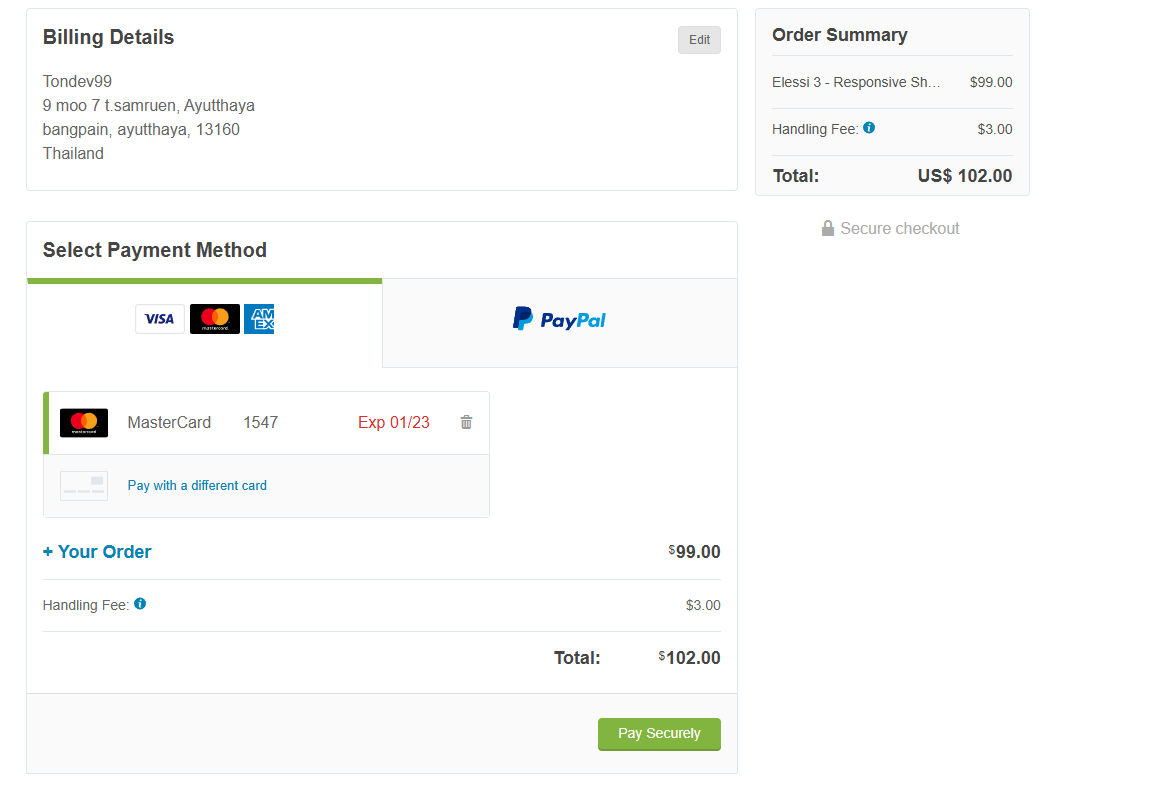 Billing Details
Edit
Tondev99
9 moo 7 t.samruen, Ayutthaya
bangpain, ayutthaya, 13160
Thailand
Order Summary
Elessi 3 - Responsive Sh... $99.00
Handling Fee: $3.00
Total: US$ 102.00
Secure checkout
Select Payment Method
VISA mastercard AM EX
PayPal
mastercard MasterCard 1547 Exp 01/23
Pay with a different card
+ Your Order $99.00
Handling Fee: $3.00
Total: $102.00
Pay Securely